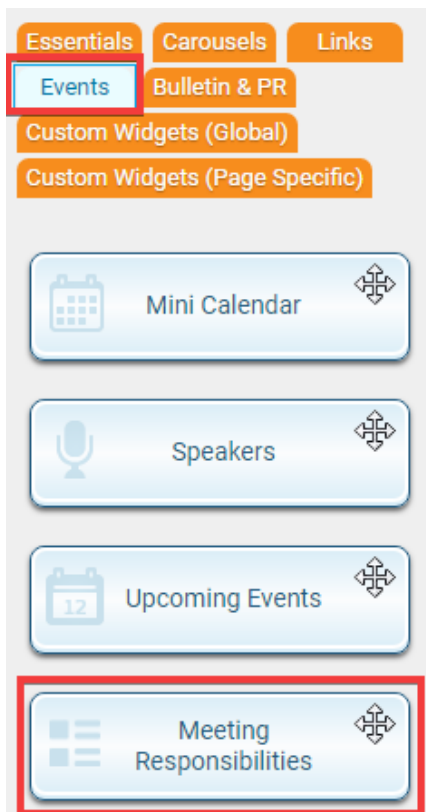 Essentials Carousels Links
Events Bulletin & PR
Custom Widgets (Global)
Custom Widgets (Page Specific)
Mini Calendar
Speakers
12
Upcoming Events
Meeting
Responsibilities